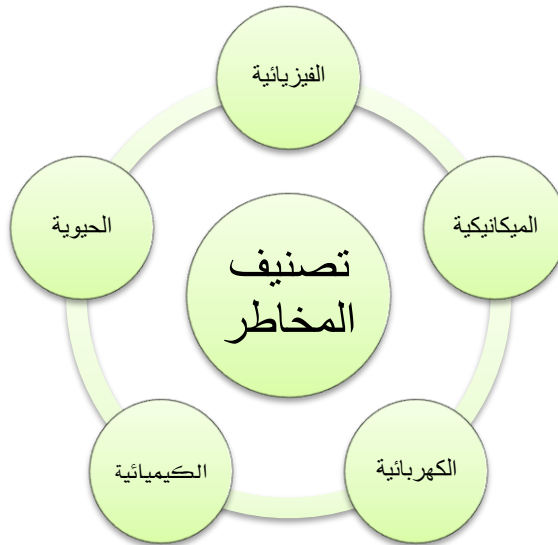 الفيزيائية
الميكانيكية
الحيوية
تصنيف
المخاطر
الكهربائية
الكيميائية